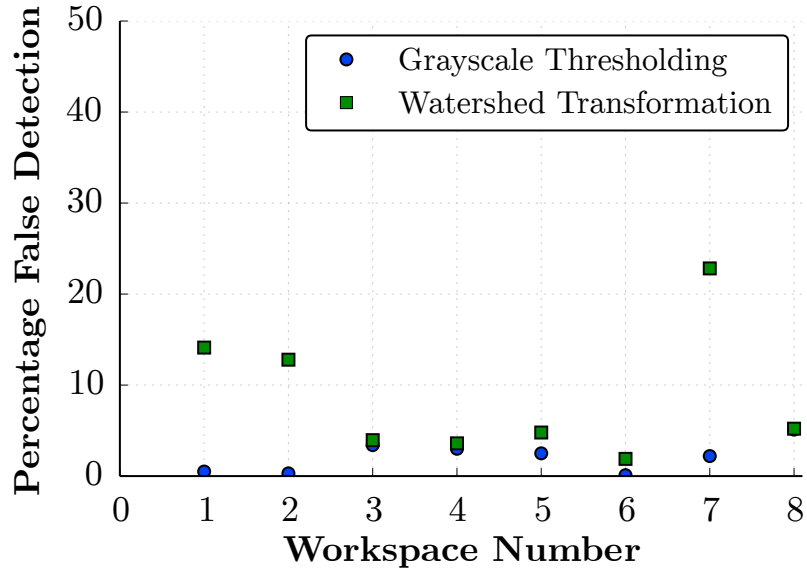 Percentage False Detection
50
40
30
20
10
0
Grayscale Thresholding
Watershed Transformation
0 1 2 3 4 5 6 7 8
Workspace Number